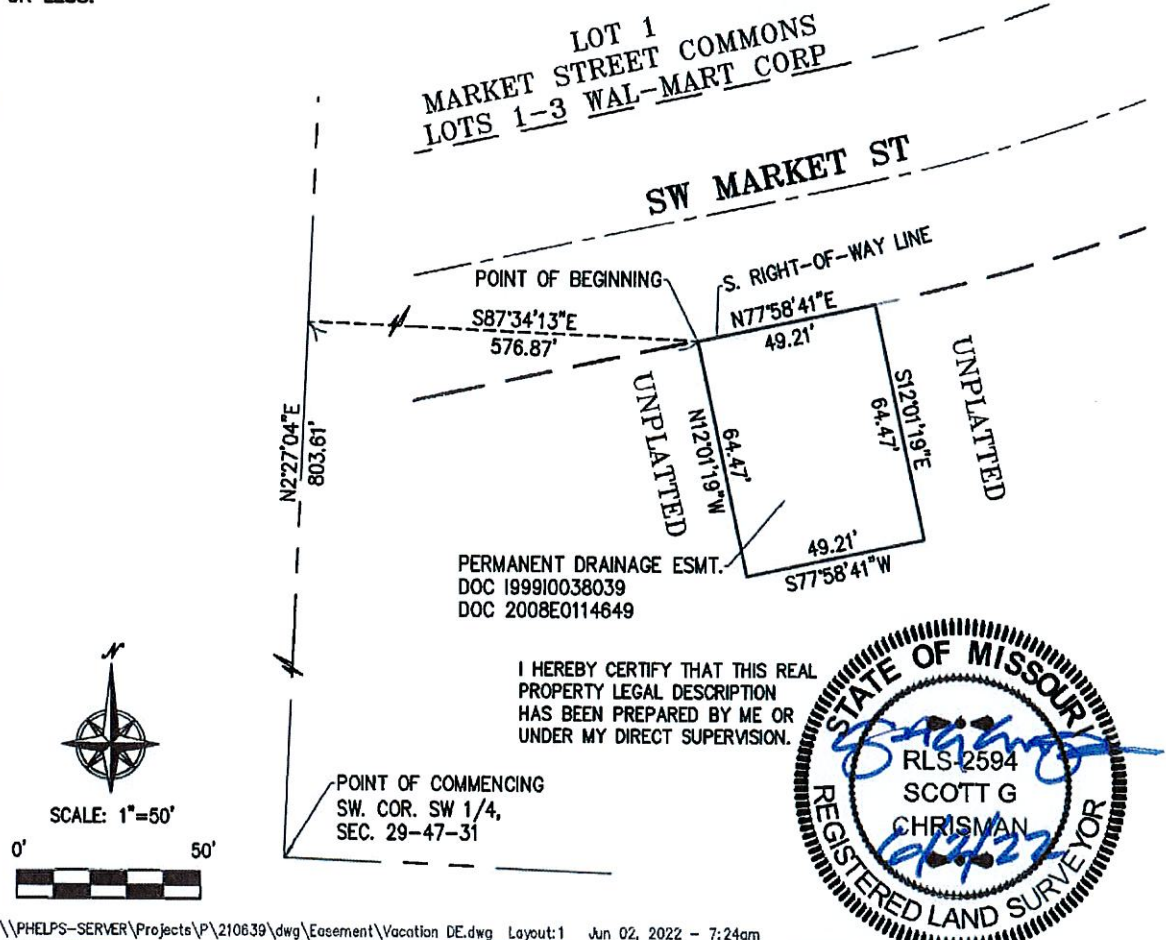 OR LESS.
LOT 1
MARKET STREET COMMONS
LOTS 1-3 WAL-MART CORP
SW MARKET ST
POINT OF BEGINNING
S. RIGHT-OF-WAY LINE
S87°34'13"E
576.87'
N77°58'41"E
49.21'
UNPLATTED
N12°01'19"W
64.47'
S12°01'19"E
64.47'
UNPLATTED
N2°27'04"E
803.61'
49.21'
S77°58'41"W
PERMANENT DRAINAGE ESMT.
DOC I999I0038039
DOC 2008E0114649
I HEREBY CERTIFY THAT THIS REAL
PROPERTY LEGAL DESCRIPTION
HAS BEEN PREPARED BY ME OR
UNDER MY DIRECT SUPERVISION.
STATE OF MISSOURI
RLS-2594
SCOTT G
CHRISMAN
6/2/22
REGISTERED LAND SURVEYOR
N
SCALE: 1"=50'
0' 50'
POINT OF COMMENCING
SW. COR. SW 1/4,
SEC. 29-47-31
\\PHELPS-SERVER\Projects\P\210639\dwg\Easement\Vacation DE.dwg Layout:1 Jun 02, 2022 - 7:24am